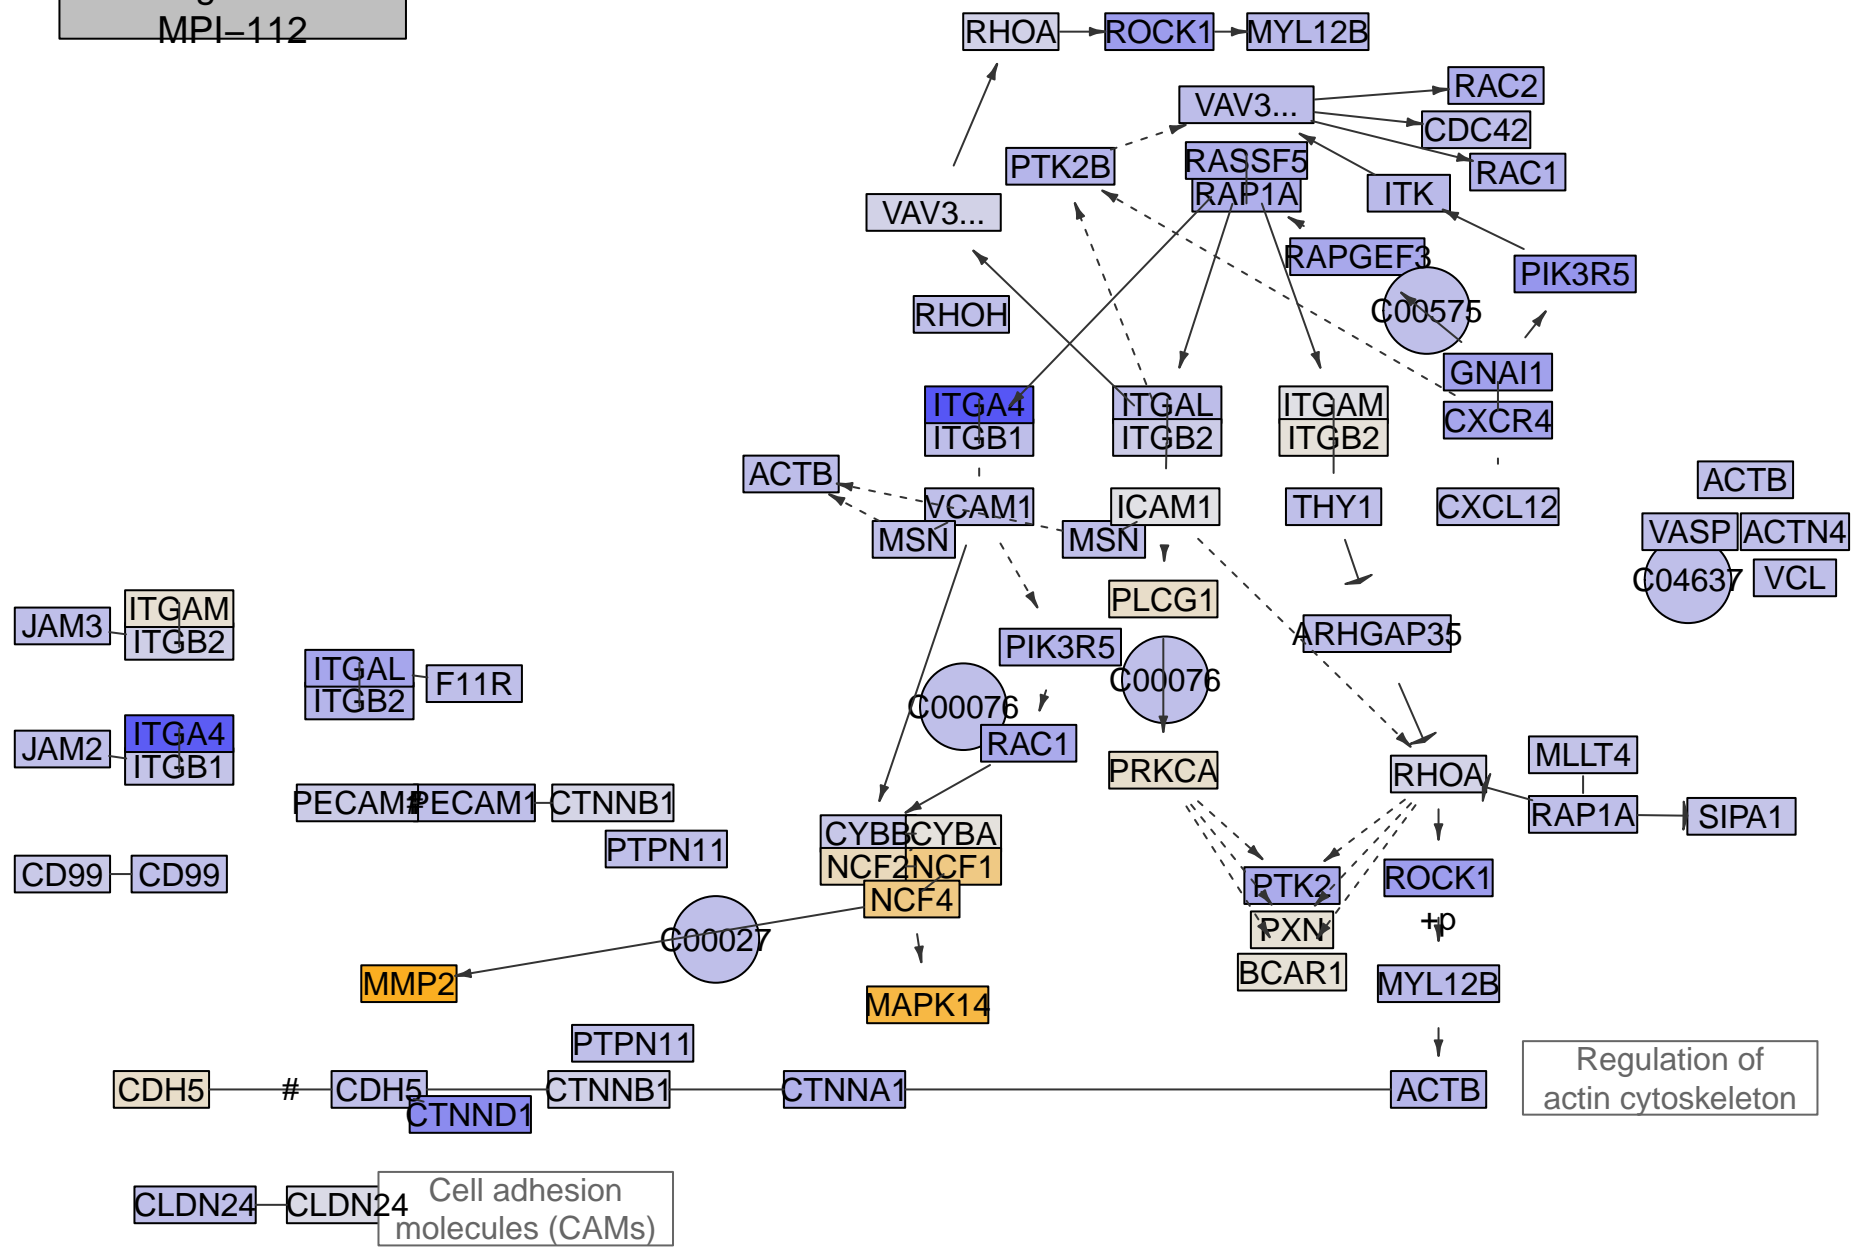 MPI–112
RHOA
ROCK1
MYL12B
RAC2
VAV3...
CDC42
RASSF5
PTK2B
RAC1
RAP1A
ITK
VAV3...
RAPGEF3
PIK3R5
C00575
RHOH
GNAI1
ITGA4
ITGAL
ITGAM
CXCR4
ITGB1
ITGB2
ITGB2
ACTB
ACTB
VCAM1
ICAM1
THY1
CXCL12
MSN
MSN
VASP
ACTN4
C04637
VCL
PLCG1
ITGAM
JAM3
ITGB2
ARHGAP35
PIK3R5
ITGAL
F11R
C00076
ITGB2
C00076
ITGA4
RAC1
JAM2
ITGB1
MLLT4
PRKCA
RHOA
PECAM1
#
PECAM1
CTNNB1
RAP1A
SIPA1
CYBB
CYBA
PTPN11
NCF2
NCF1
CD99
CD99
PTK2
ROCK1
NCF4
+p
PXN
C00027
BCAR1
MMP2
MYL12B
MAPK14
PTPN11
Regulation of
actin cytoskeleton
CDH5
#
CDH5
CTNNB1
CTNNA1
ACTB
CTNND1
CLDN24
CLDN24
Cell adhesion
molecules (CAMs)